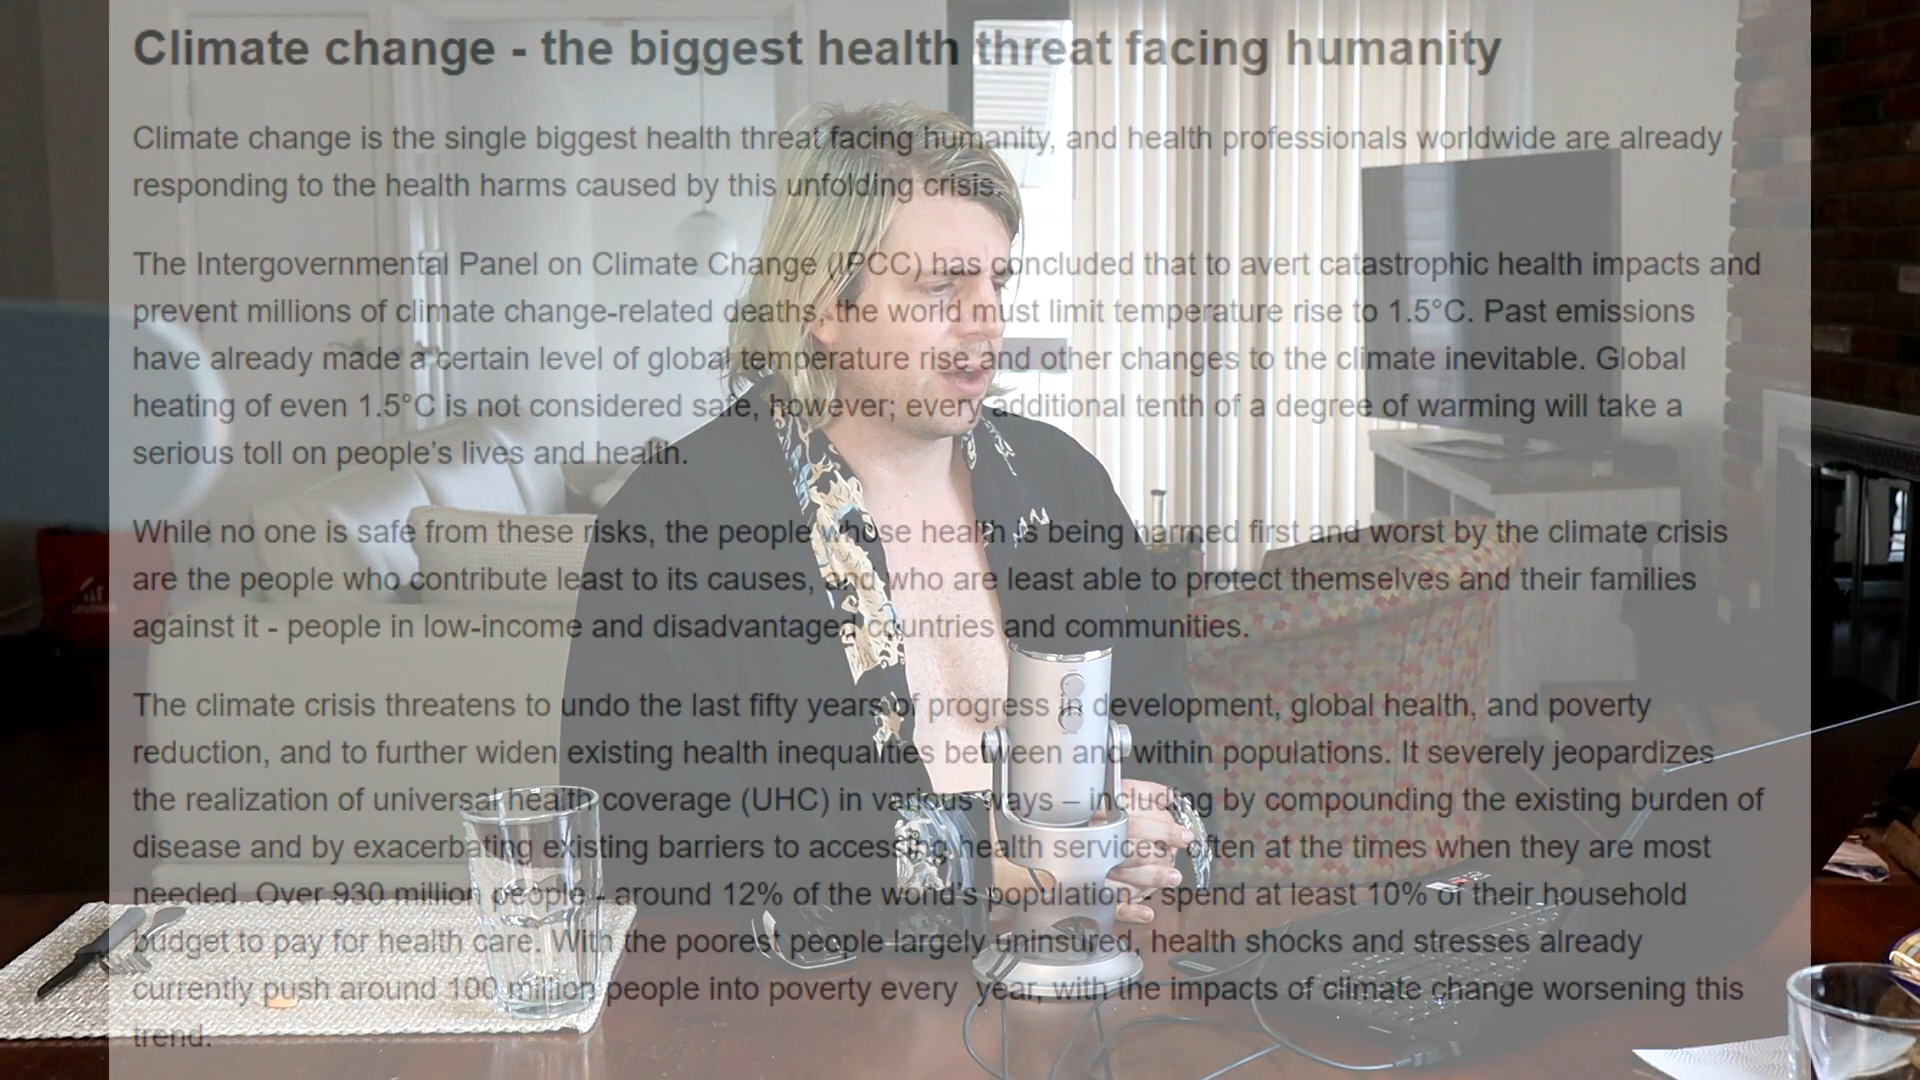 Climate change - the biggest health threat facing humanity
Climate change is the single biggest health threat facing humanity, and health professionals worldwide are already
responding to the health harms caused by this unfolding crisis.
The Intergovernmental Panel on Climate Change (IPCC) has concluded that to avert catastrophic health impacts and
prevent millions of climate change-related deaths, the world must limit temperature rise to 1.5°C. Past emissions
have already made a certain level of global temperature rise and other changes to the climate inevitable. Global
heating of even 1.5°C is not considered safe, however; every additional tenth of a degree of warming will take a
serious toll on people’s lives and health.
While no one is safe from these risks, the people whose health is being harmed first and worst by the climate crisis
are the people who contribute least to its causes, and who are least able to protect themselves and their families
against it - people in low-income and disadvantaged countries and communities.
The climate crisis threatens to undo the last fifty years of progress in development, global health, and poverty
reduction, and to further widen existing health inequalities between and within populations. It severely jeopardizes
the realization of universal health coverage (UHC) in various ways – including by compounding the existing burden of
disease and by exacerbating existing barriers to accessing health services, often at the times when they are most
needed. Over 930 million people - around 12% of the world’s population - spend at least 10% of their household
budget to pay for health care. With the poorest people largely uninsured, health shocks and stresses already
currently push around 100 million people into poverty every year, with the impacts of climate change worsening this
trend.